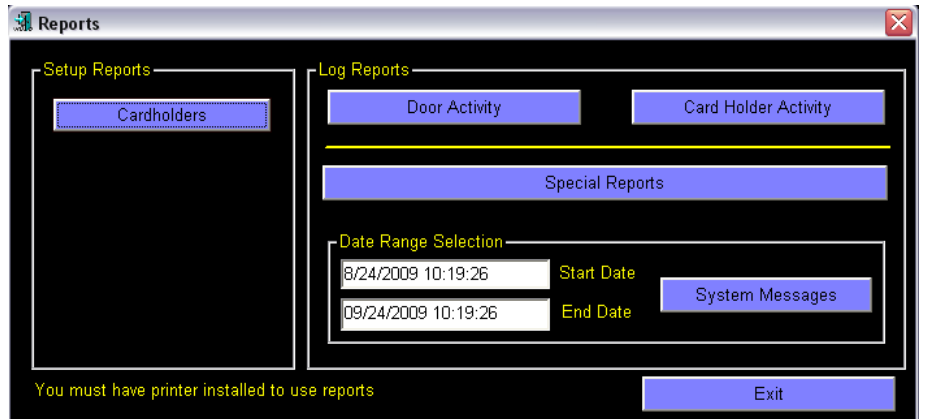 Reports
Setup Reports
Cardholders
Log Reports
Door Activity
Card Holder Activity
Special Reports
Date Range Selection
8/24/2009 10:19:26 Start Date
09/24/2009 10:19:26 End Date
System Messages
You must have printer installed to use reports
Exit